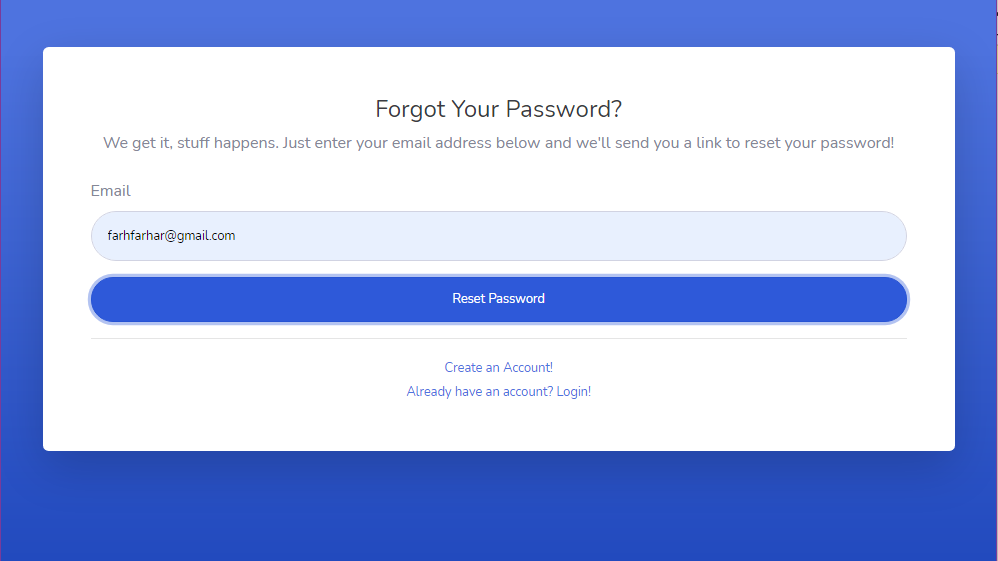 Forgot Your Password?
We get it, stuff happens. Just enter your email address below and we'll send you a link to reset your password!
Email
farhfarhar@gmail.com
Reset Password
Create an Account!
Already have an account? Login!